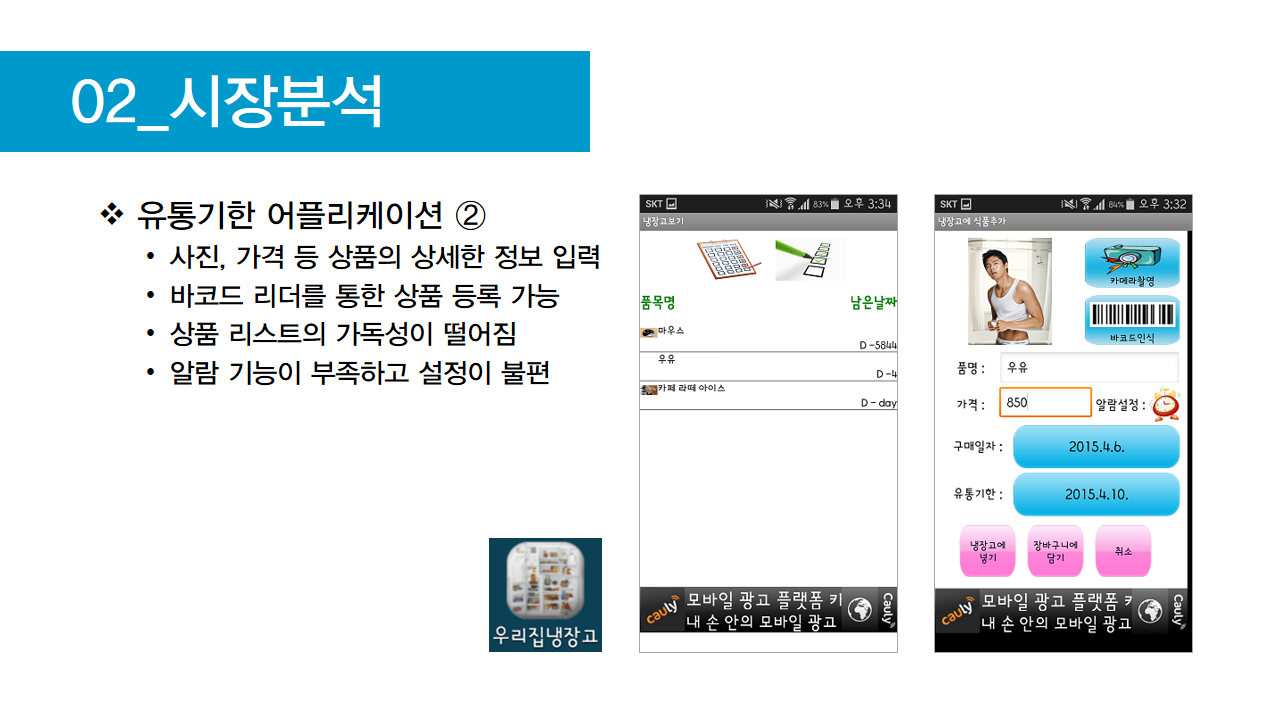 02_시장분석
❖ 유통기한 어플리케이션 ②
• 사진, 가격 등 상품의 상세한 정보 입력
• 바코드 리더를 통한 상품 등록 가능
• 상품 리스트의 가독성이 떨어짐
• 알람 기능이 부족하고 설정이 불편
우리집냉장고
SKT 83% 오후 3:34
냉장고보기
품목명 남은날짜
마우스
D -5844
우유
D -4
카페 라떼 아이스
D - day
cauly 모바일 광고 플랫폼 카 Cauly
내 손 안의 모바일 광고
SKT 84% 오후 3:32
냉장고에 식품추가
카메라촬영
바코드인식
품명 : 우유
가격 : 850 알람설정 :
구매일자 : 2015.4.6.
유통기한 : 2015.4.10.
냉장고에 넣기
장바구니에 담기
취소
cauly 모바일 광고 플랫폼 카 Cauly
내 손 안의 모바일 광고